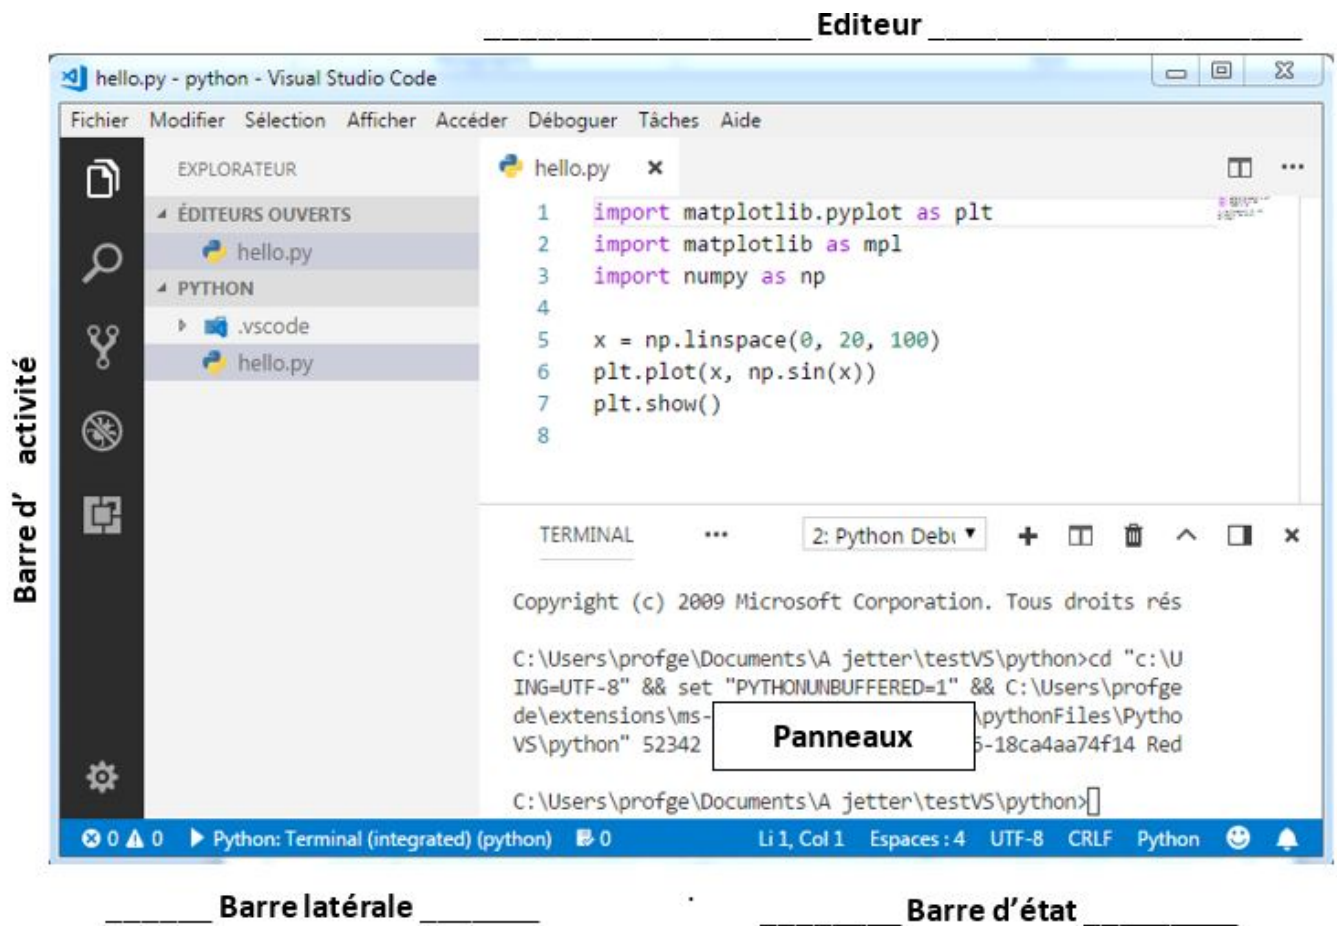 Editeur
hello.py - python - Visual Studio Code
Fichier Modifier Sélection Afficher Accéder Déboguer Tâches Aide
EXPLORATEUR
ÉDITEURS OUVERTS
hello.py
PYTHON
.vscode
hello.py
hello.py
1 import matplotlib.pyplot as plt
2 import matplotlib as mpl
3 import numpy as np
4
5 x = np.linspace(0, 20, 100)
6 plt.plot(x, np.sin(x))
7 plt.show()
8
TERMINAL ... 2: Python Debu
Copyright (c) 2009 Microsoft Corporation. Tous droits rés
C:\Users\profge\Documents\A jetter\testVS\python>cd "c:\U
ING=UTF-8" && set "PYTHONUNBUFFERED=1" && C:\Users\profge
de\extensions\ms- \pythonFiles\Pytho
VS\python" 52342 -18ca4aa74f14 Red
Panneaux
C:\Users\profge\Documents\A jetter\testVS\python>
0 0 Python: Terminal (integrated) (python) 0 Li 1, Col 1 Espaces : 4 UTF-8 CRLF Python
Barre d' activité
Barre latérale
Barre d'état